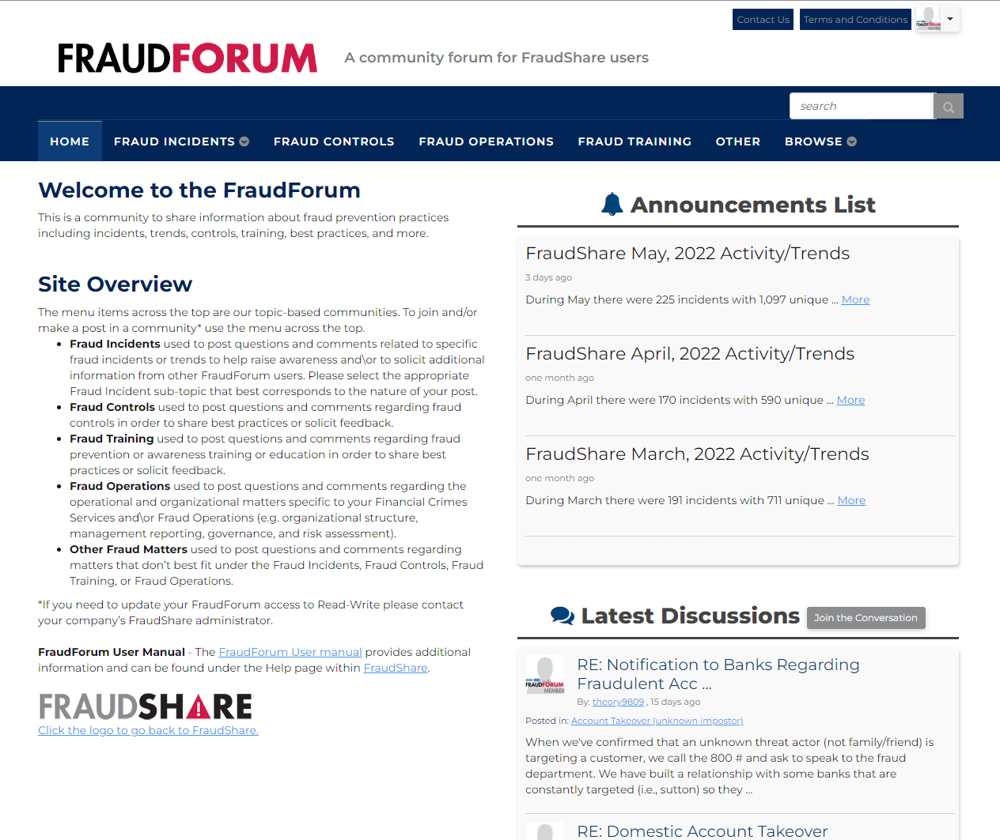 Contact Us
Terms and Conditions
FRAUDFORUM
MEMBER
FRAUDFORUM
A community forum for FraudShare users
search
HOME
FRAUD INCIDENTS
FRAUD CONTROLS
FRAUD OPERATIONS
FRAUD TRAINING
OTHER
BROWSE
Welcome to the FraudForum
This is a community to share information about fraud prevention practices
including incidents, trends, controls, training, best practices, and more.
Site Overview
The menu items across the top are our topic-based communities. To join and/or
make a post in a community* use the menu across the top.
• Fraud Incidents used to post questions and comments related to specific
fraud incidents or trends to help raise awareness and\or to solicit additional
information from other FraudForum users. Please select the appropriate
Fraud Incident sub-topic that best corresponds to the nature of your post.
• Fraud Controls used to post questions and comments regarding fraud
controls in order to share best practices or solicit feedback.
• Fraud Training used to post questions and comments regarding fraud
prevention or awareness training or education in order to share best
practices or solicit feedback.
• Fraud Operations used to post questions and comments regarding the
operational and organizational matters specific to your Financial Crimes
Services and\or Fraud Operations (e.g. organizational structure,
management reporting, governance, and risk assessment).
• Other Fraud Matters used to post questions and comments regarding
matters that don't best fit under the Fraud Incidents, Fraud Controls, Fraud
Training, or Fraud Operations.
*If you need to update your FraudForum access to Read-Write please contact
your company's FraudShare administrator.
FraudForum User Manual - The FraudForum User manual provides additional
information and can be found under the Help page within FraudShare.
FRAUDSHARE
Click the logo to go back to FraudShare.
Announcements List
FraudShare May, 2022 Activity/Trends
3 days ago
During May there were 225 incidents with 1,097 unique ... More
FraudShare April, 2022 Activity/Trends
one month ago
During April there were 170 incidents with 590 unique ... More
FraudShare March, 2022 Activity/Trends
one month ago
During March there were 191 incidents with 711 unique ... More
Latest Discussions
Join the Conversation
FRAUDFORUM
MEMBER
RE: Notification to Banks Regarding
Fraudulent Acc ...
By: theory9809 , 15 days ago
Posted in: Account Takeover (unknown impostor)
When we've confirmed that an unknown threat actor (not family/friend) is
targeting a customer, we call the 800 # and ask to speak to the fraud
department. We have built a relationship with some banks that are
constantly targeted (i.e., sutton) so they ...
RE: Domestic Account Takeover